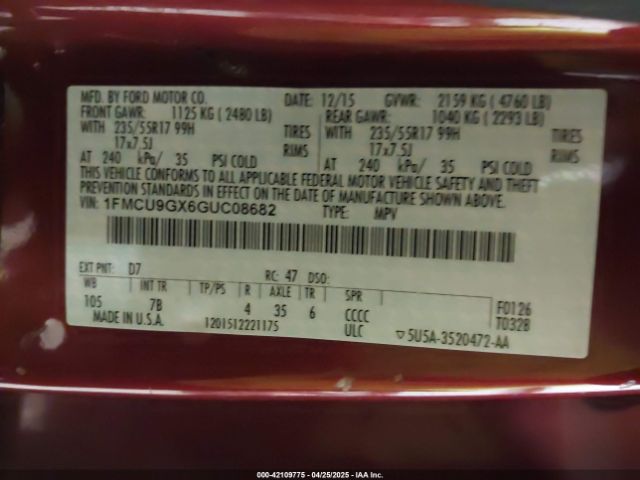 MFD. BY FORD MOTOR CO. DATE: 12/15 GVWR: 2159 KG ( 4760 LB)
FRONT GAWR: 1125 KG ( 2480 LB) REAR GAWR: 1040 KG ( 2293 LB)
WITH 235/55R17 99H TIRES WITH 235/55R17 99H TIRES
17x7.5J RIMS 17x7.5J RIMS
AT 240 kPa/ 35 PSI COLD AT 240 kPa/ 35 PSI COLD
THIS VEHICLE CONFORMS TO ALL APPLICABLE FEDERAL MOTOR VEHICLE SAFETY AND THEFT
PREVENTION STANDARDS IN EFFECT ON THE DATE OF MANUFACTURE SHOWN ABOVE.
VIN: 1FMCU9GX6GUC08682 TYPE: MPV
EXT PNT: D7 RC: 47 DSO:
WB INT TR TP/PS R AXLE TR SPR
105 7B 4 35 6 CCCC
F0126
T0328
MADE IN U.S.A. 1201512221175 ULC ▽5U5A-3520472-AA
000-42109775 - 04/25/2025 - IAA Inc.